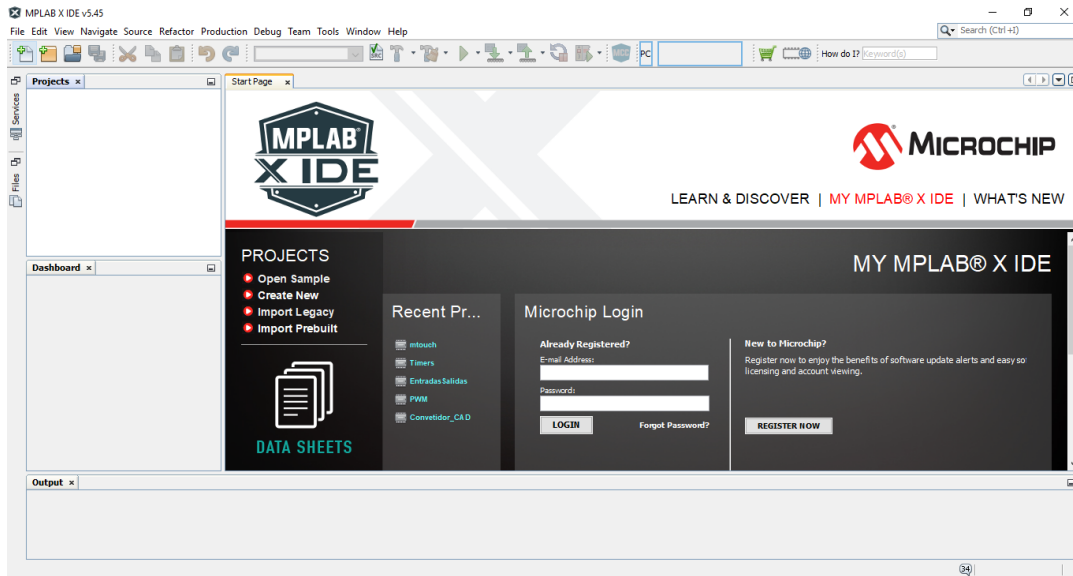 MPLAB X IDE v5.45
File Edit View Navigate Source Refactor Production Debug Team Tools Window Help
Search (Ctrl+I)
MCC
PC
How do I? Keyword(s)
Services
Files
Projects
Start Page
MPLAB®
X IDE
MICROCHIP
LEARN & DISCOVER | MY MPLAB® X IDE | WHAT'S NEW
PROJECTS
Open Sample
Create New
Import Legacy
Import Prebuilt
DATA SHEETS
MY MPLAB® X IDE
Recent Pr...
mtouch
Timers
EntradasSalidas
PWM
Convetidor_CAD
Microchip Login
Already Registered?
E-mail Address:
Password:
LOGIN
Forgot Password?
New to Microchip?
Register now to enjoy the benefits of software update alerts and easy so
licensing and account viewing.
REGISTER NOW
Dashboard
Output
34